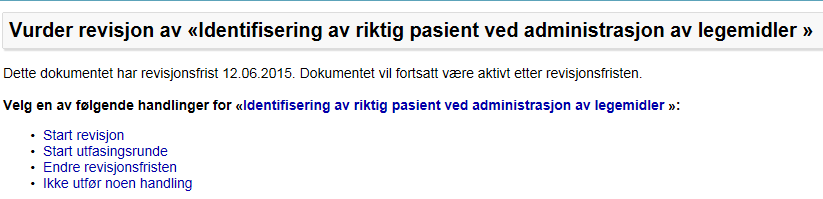 Vurder revisjon av «Identifisering av riktig pasient ved administrasjon av legemidler »
Dette dokumentet har revisjonsfrist 12.06.2015. Dokumentet vil fortsatt være aktivt etter revisjonsfristen.
Velg en av følgende handlinger for «Identifisering av riktig pasient ved administrasjon av legemidler »:
• Start revisjon
• Start utfasingsrunde
• Endre revisjonsfristen
• Ikke utfør noen handling